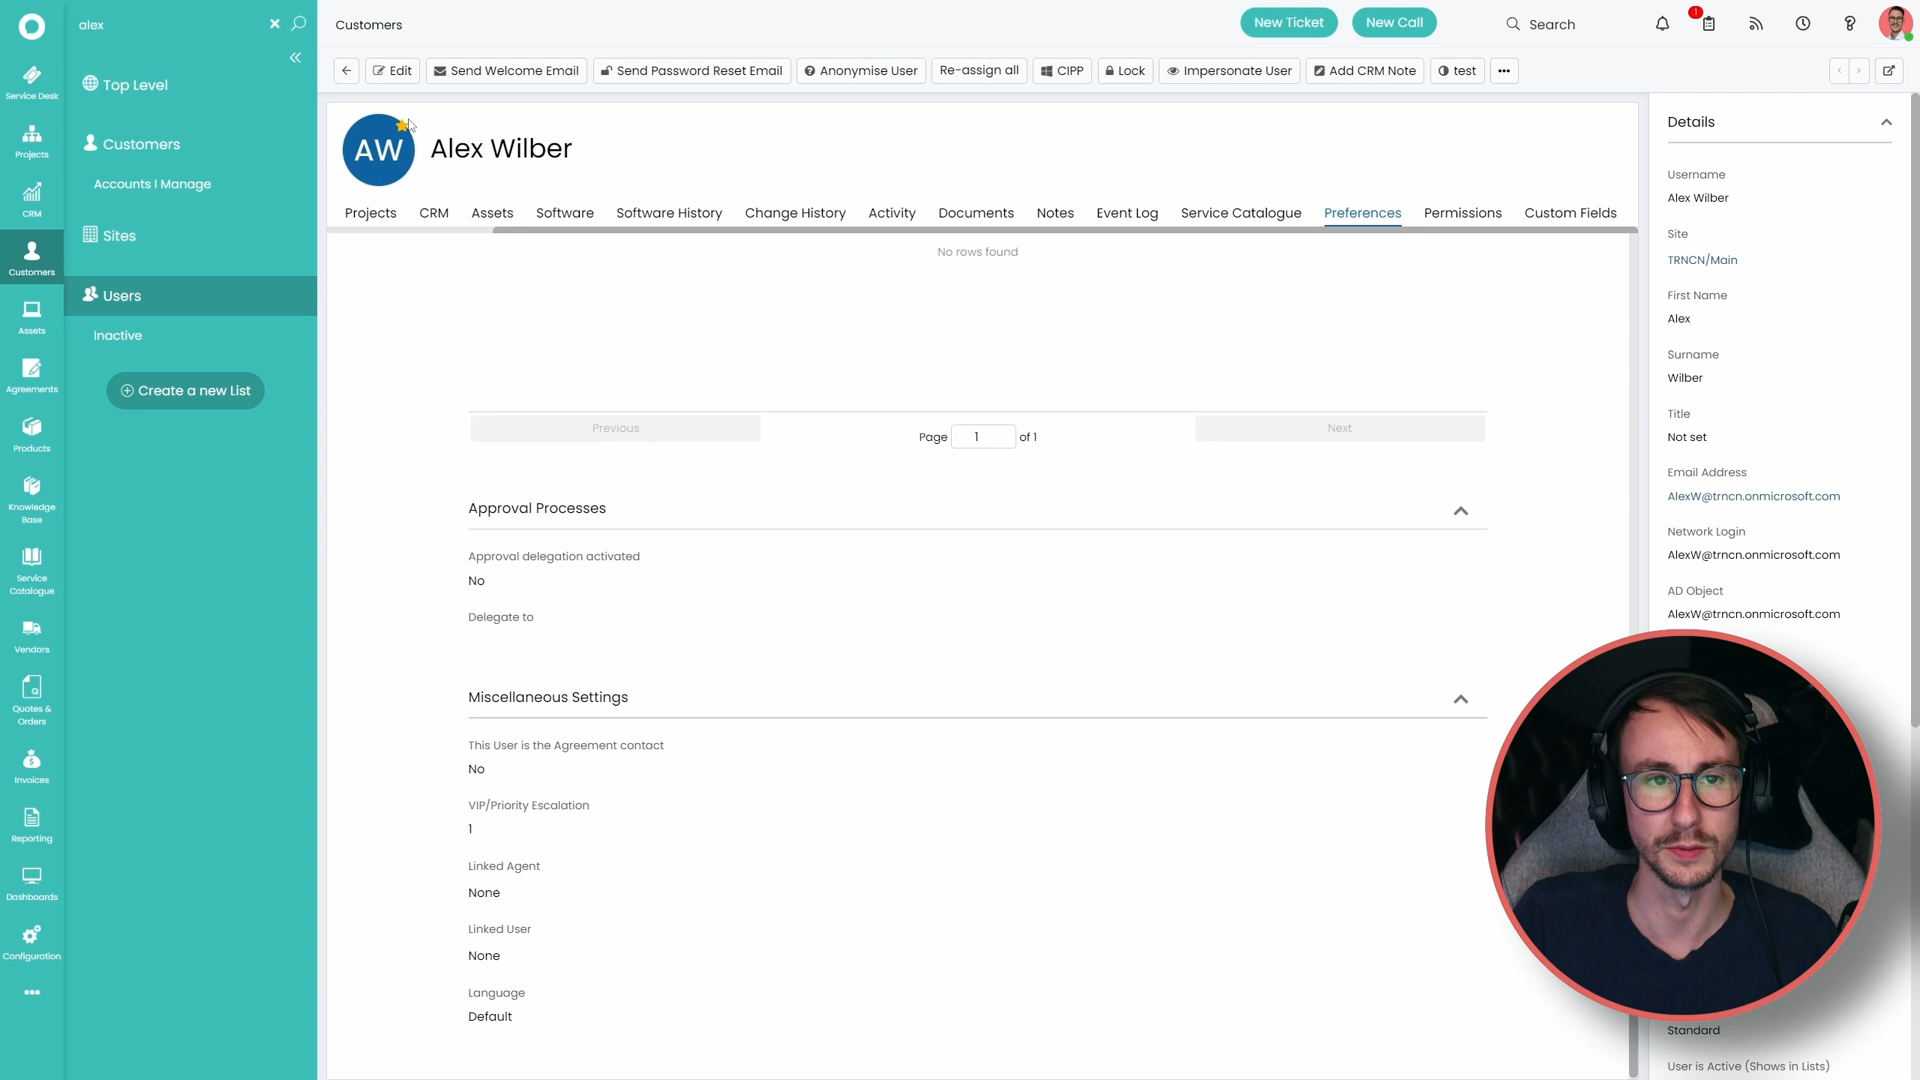 alex
Customers
New Ticket
New Call
Search
1
Edit
Send Welcome Email
Send Password Reset Email
Anonymise User
Re-assign all
CIPP
Lock
Impersonate User
Add CRM Note
test
Service Desk
Projects
CRM
Customers
Assets
Agreements
Products
Knowledge
Base
Service
Catalogue
Vendors
Quotes &
Orders
Invoices
Reporting
Dashboards
Configuration
Top Level
Customers
Accounts | Manage
Sites
Users
Inactive
Create a new List
AW
Alex Wilber
Projects
CRM
Assets
Software
Software History
Change History
Activity
Documents
Notes
Event Log
Service Catalogue
Preferences
Permissions
Custom Fields
No rows found
Previous
Page 1 of 1
Next
Approval Processes
Approval delegation activated
No
Delegate to
Miscellaneous Settings
This User is the Agreement contact
No
VIP/Priority Escalation
1
Linked Agent
None
Linked User
None
Language
Default
Details
Username
Alex Wilber
Site
TRNCN/Main
First Name
Alex
Surname
Wilber
Title
Not set
Email Address
AlexW@trncn.onmicrosoft.com
Network Login
AlexW@trncn.onmicrosoft.com
AD Object
AlexW@trncn.onmicrosoft.com
Standard
User is Active (Shows in Lists)